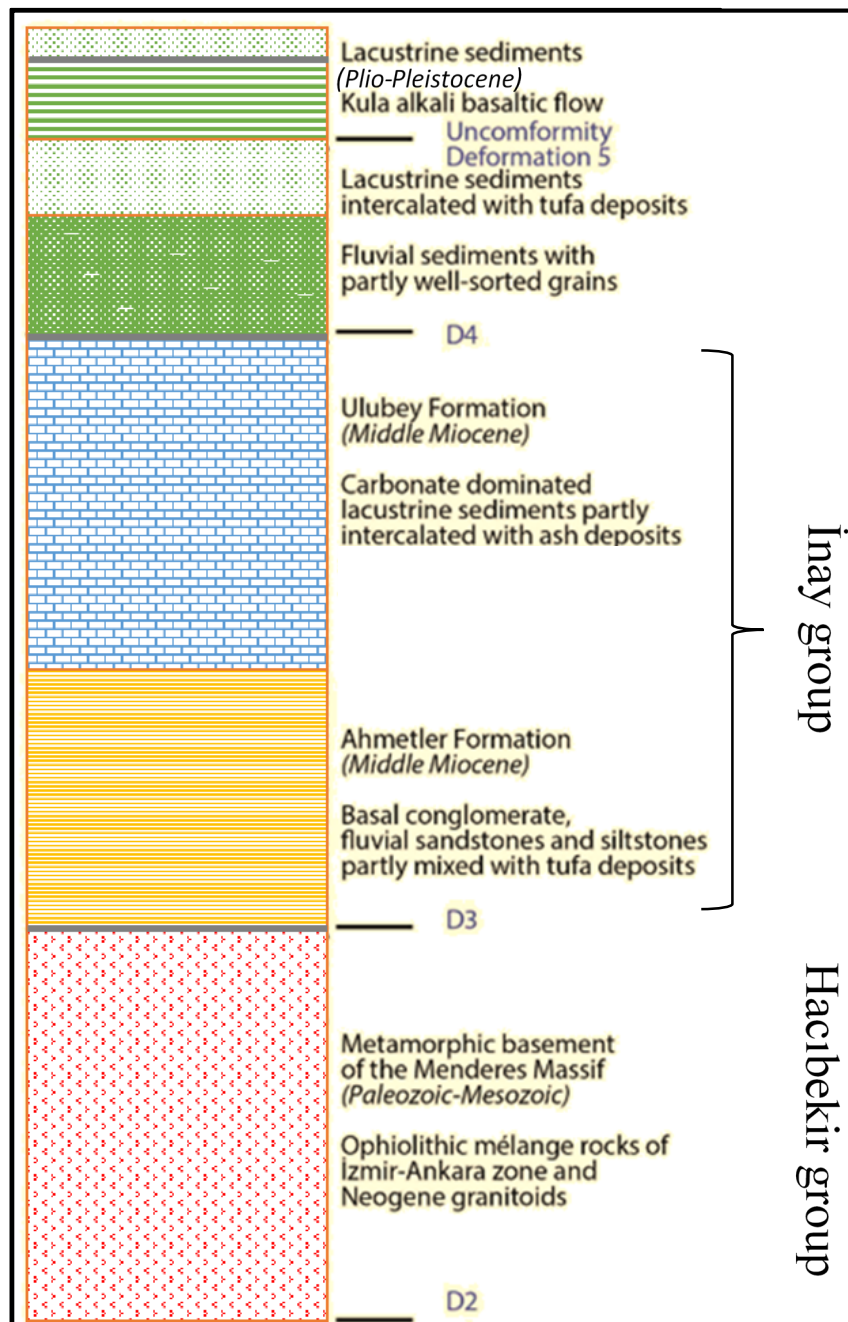 Lacustrine sediments
(Plio-Pleistocene)
Kula alkali basaltic flow
Uncomformity
Deformation 5
Lacustrine sediments
intercalated with tufa deposits
Fluvial sediments with
partly well-sorted grains
D4
Ulubey Formation
(Middle Miocene)
Carbonate dominated
lacustrine sediments partly
intercalated with ash deposits
İnay group
Ahmetler Formation
(Middle Miocene)
Basal conglomerate,
fluvial sandstones and siltstones
partly mixed with tufa deposits
D3
Hacıbekir group
Metamorphic basement
of the Menderes Massif
(Paleozoic-Mesozoic)
Ophiolithic mélange rocks of
İzmir-Ankara zone and
Neogene granitoids
D2